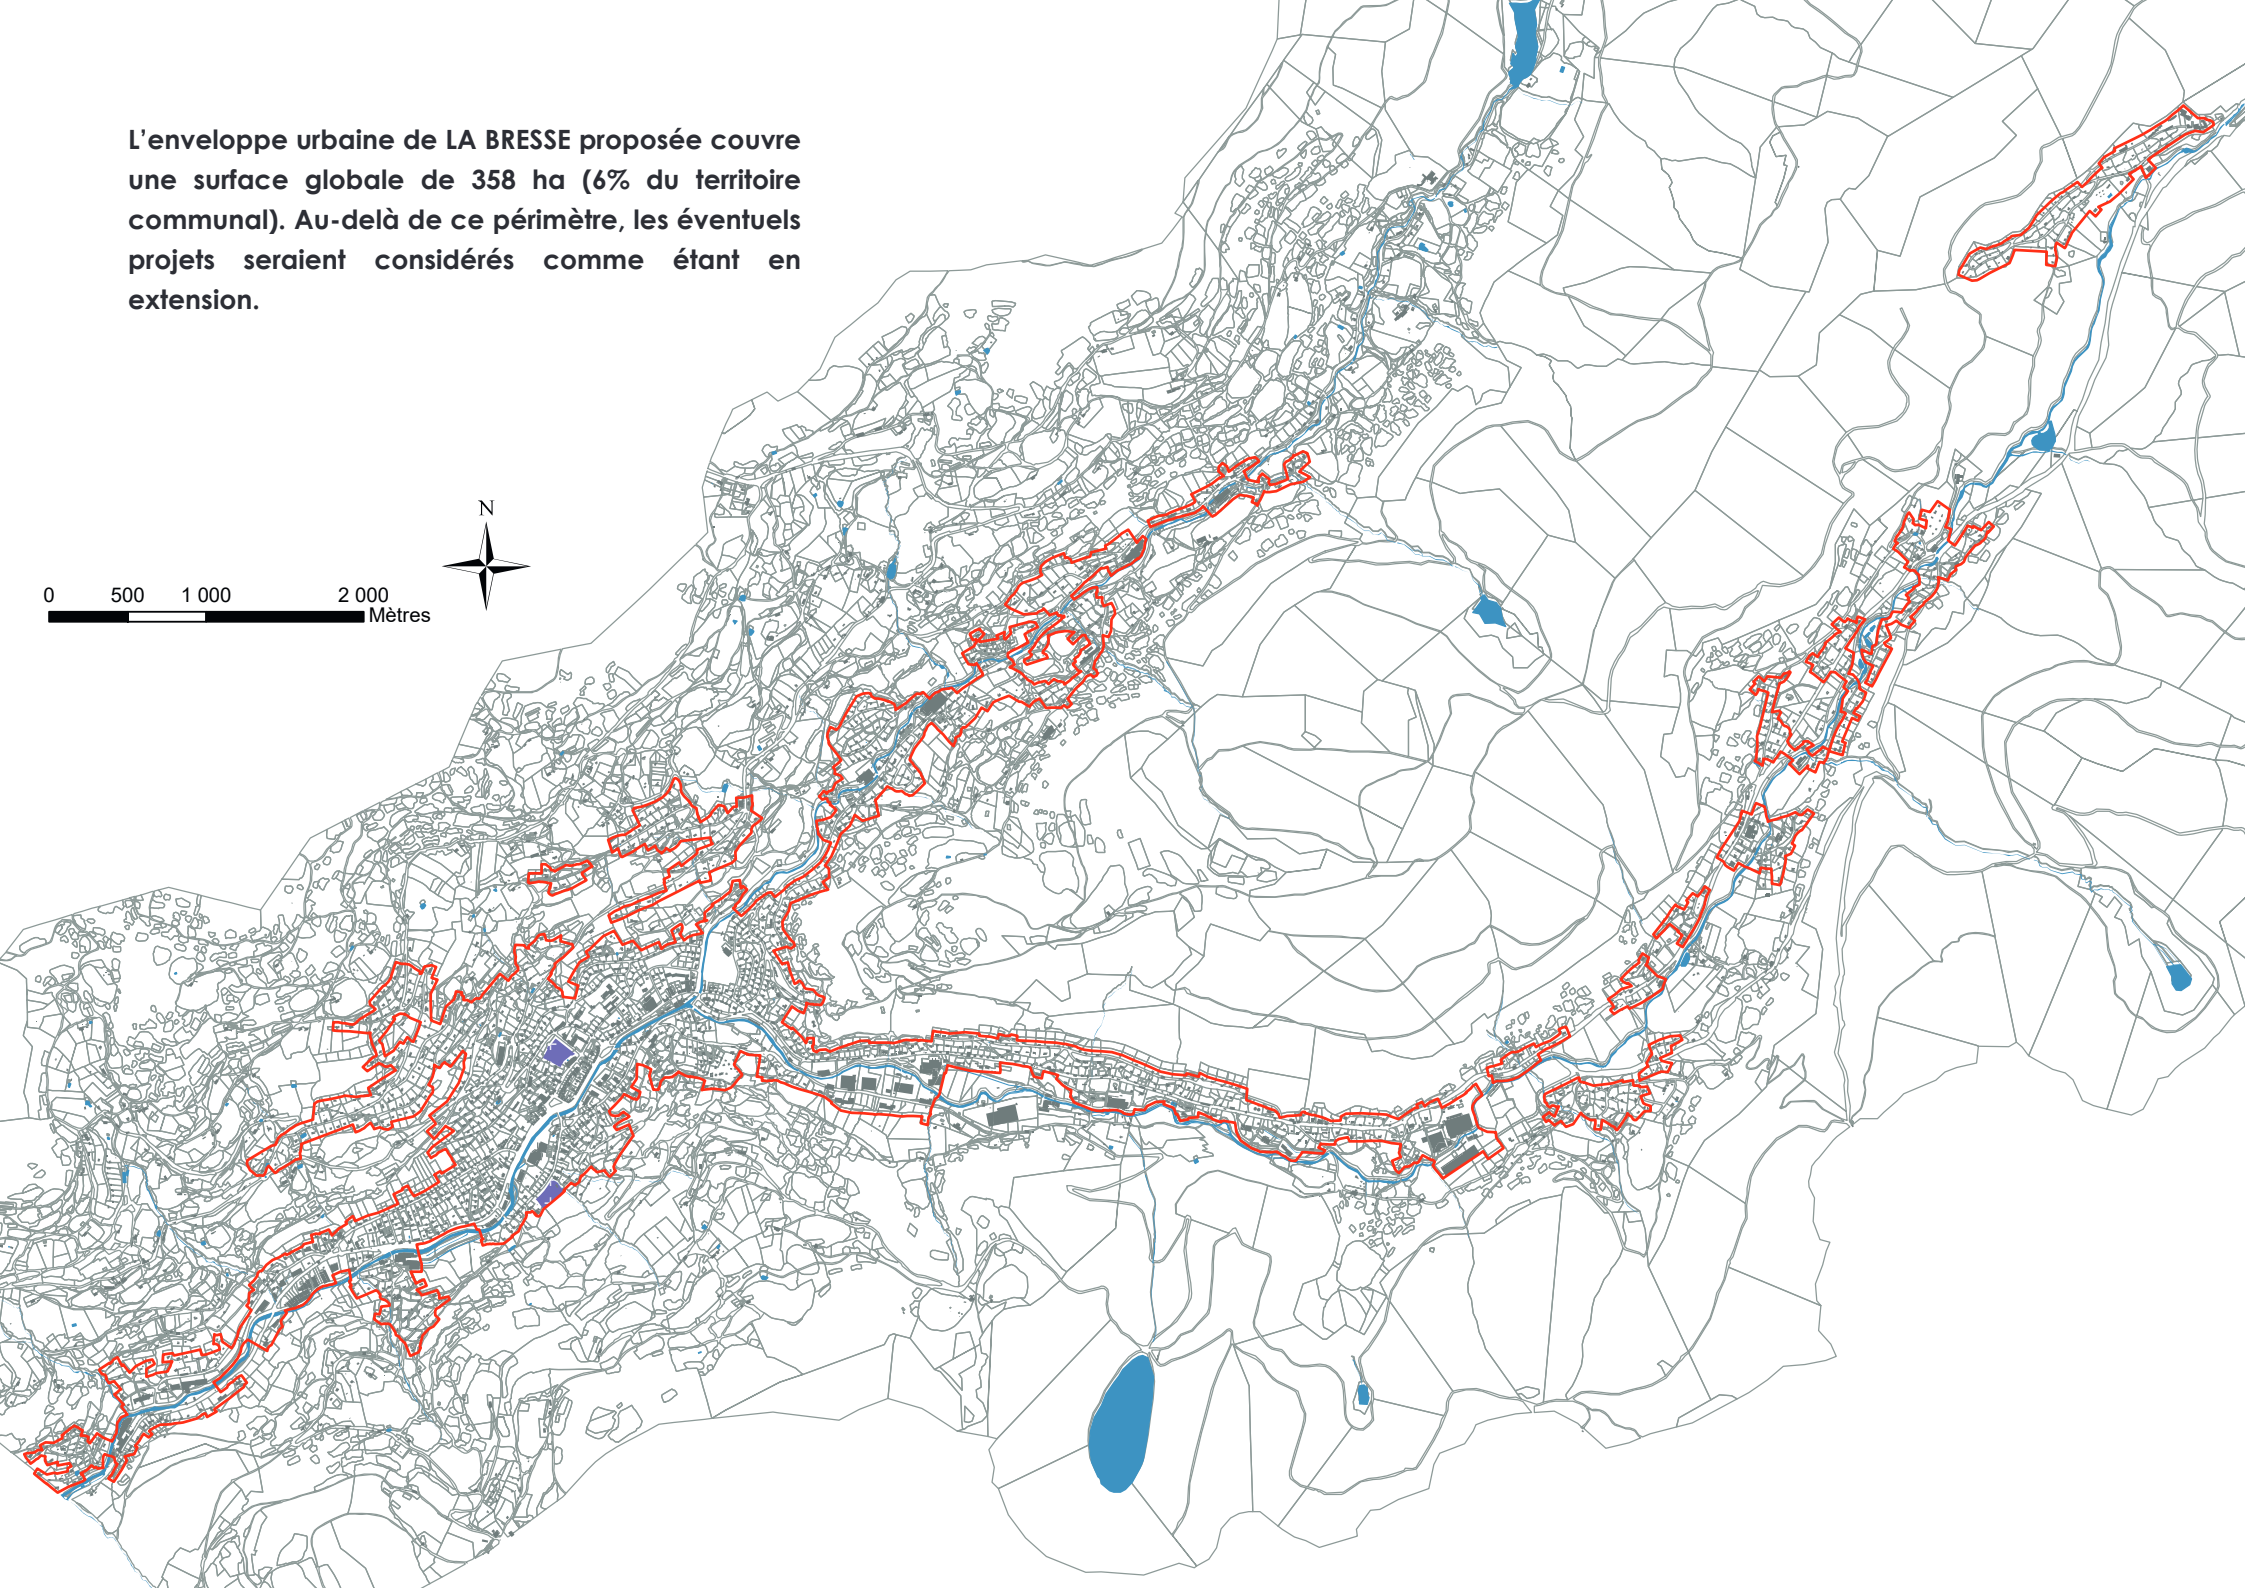 L’enveloppe urbaine de LA BRESSE proposée couvre
une surface globale de 358 ha (6% du territoire
communal). Au-delà de ce périmètre, les éventuels
projets seraient considérés comme étant en
extension.
N
0 500 1 000 2 000
Mètres